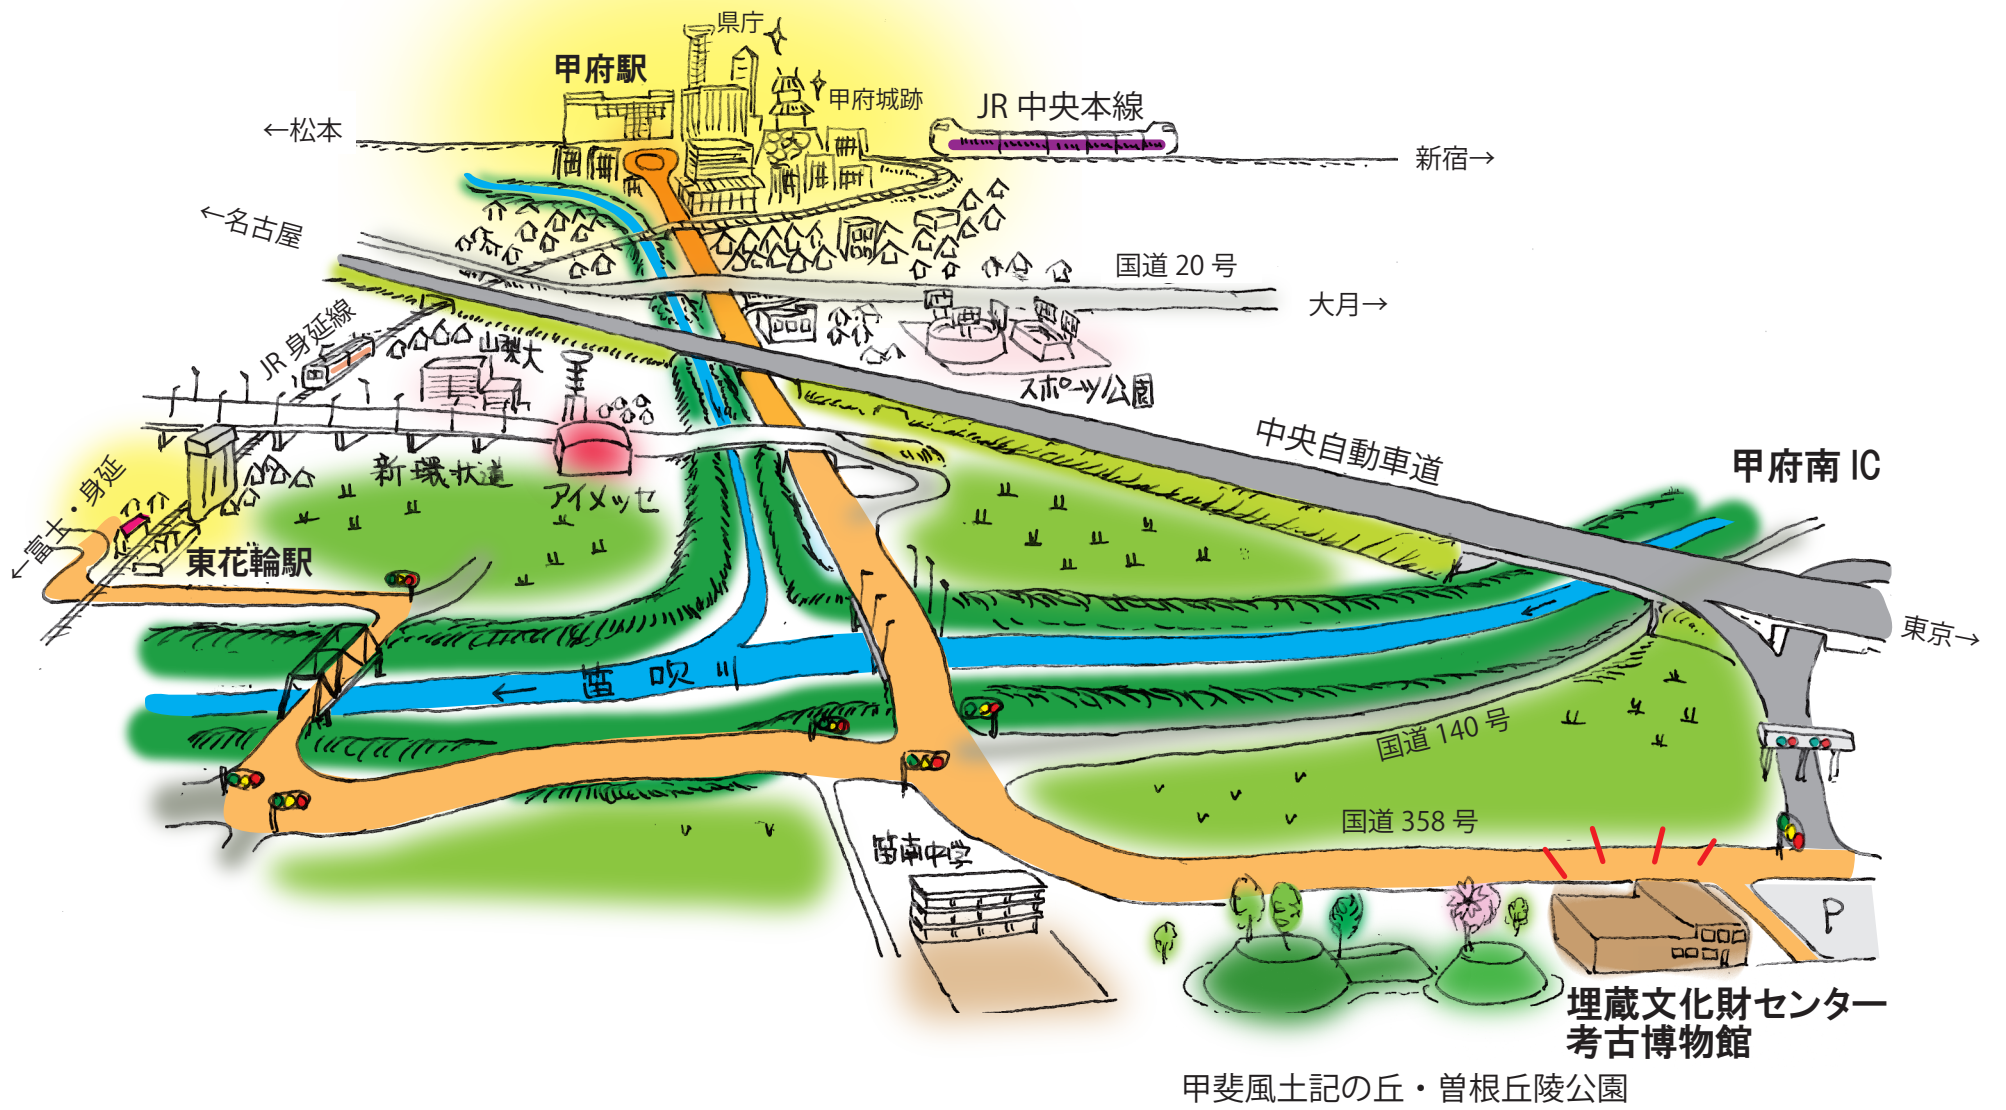 県庁
甲府駅
甲府城跡
JR 中央本線
←松本
新宿→
←名古屋
国道 20 号
大月→
JR 身延線
山梨大
スポーツ公園
中央自動車道
甲府南 IC
新環状道
アイメッセ
←富士・身延
東花輪駅
東京→
← 笛吹川
←
国道 140 号
国道 358 号
笛南中学
P
埋蔵文化財センター
考古博物館
甲斐風土記の丘・曽根丘陵公園